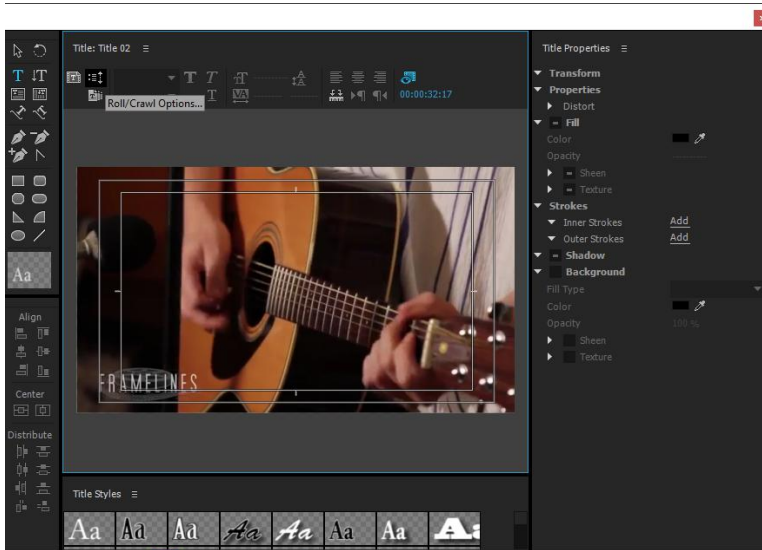 Title: Title 02
Roll/Crawl Options...
00:00:32:17
FRAMELINES
Aa
Align
Center
Distribute
Title Styles
Aa Aa Aa Aa Aa Aa Aa Aa
Title Properties
Transform
Properties
Distort
Fill
Color
Opacity
Sheen
Texture
Strokes
Inner Strokes Add
Outer Strokes Add
Shadow
Background
Fill Type
Color
Opacity 100 %
Sheen
Texture